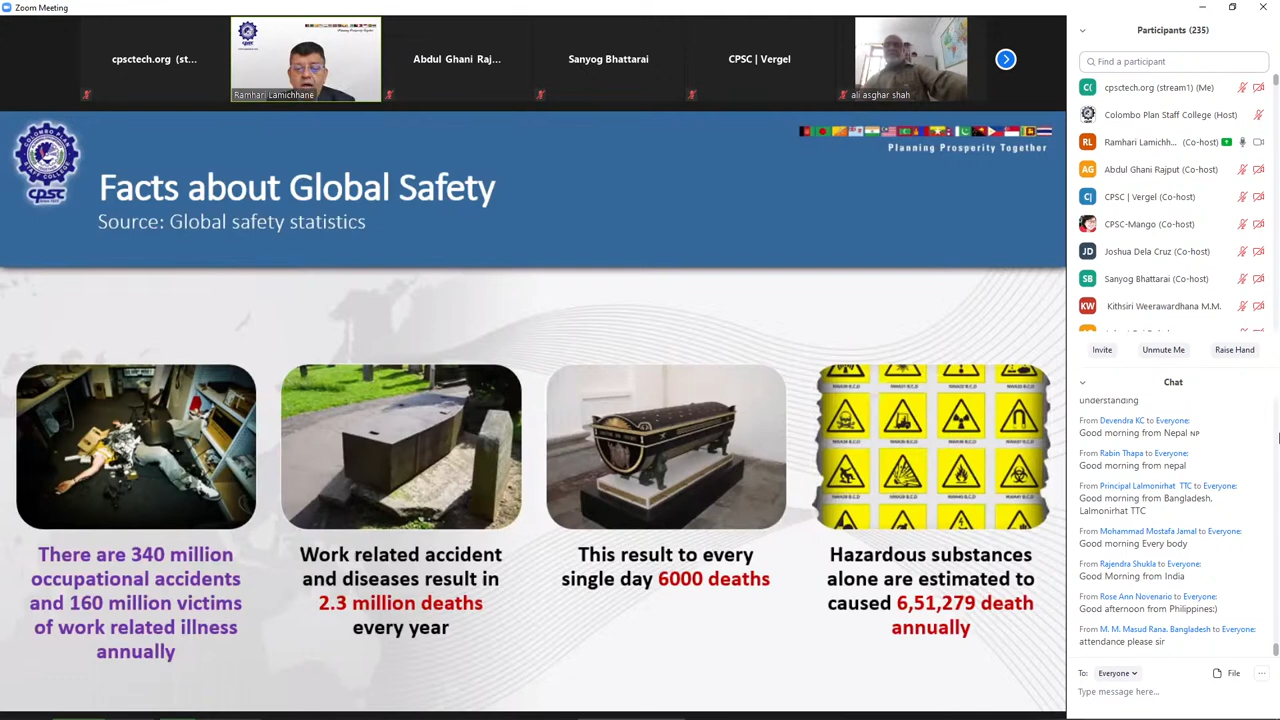 Zoom Meeting
cpsctech.org (st...
Ramhari Lamichhane
Abdul Ghani Raj...
Sanyog Bhattarai
CPSC | Vergel
ali asghar shah
cpsc
Planning Prosperity Together
Facts about Global Safety
Source: Global safety statistics
There are 340 million
occupational accidents
and 160 million victims
of work related illness
annually
Work related accident
and diseases result in
2.3 million deaths
every year
This result to every
single day 6000 deaths
Hazardous substances
alone are estimated to
caused 6,51,279 death
annually
Participants (235)
Find a participant
C( cpsctech.org (stream1) (Me)
Colombo Plan Staff College (Host)
RL Ramhari Lamichh... (Co-host)
AG Abdul Ghani Rajput (Co-host)
C| CPSC | Vergel (Co-host)
CPSC-Mango (Co-host)
JD Joshua Dela Cruz (Co-host)
SB Sanyog Bhattarai (Co-host)
KW Kithsiri Weerawardhana M.M.
Invite
Unmute Me
Raise Hand
Chat
understanding
From Devendra KC to Everyone:
Good morning from Nepal NP
From Rabin Thapa to Everyone:
Good morning from nepal
From Principal Lalmonirhat TTC to Everyone:
Good morning from Bangladesh.
Lalmonirhat TTC
From Mohammad Mostafa Jamal to Everyone:
Good morning Every body
From Rajendra Shukla to Everyone:
Good Morning from India
From Rose Ann Novenario to Everyone:
Good afternoon from Philippines:)
From M. M. Masud Rana. Bangladesh to Everyone:
attendance please sir
To: Everyone
File
Type message here...